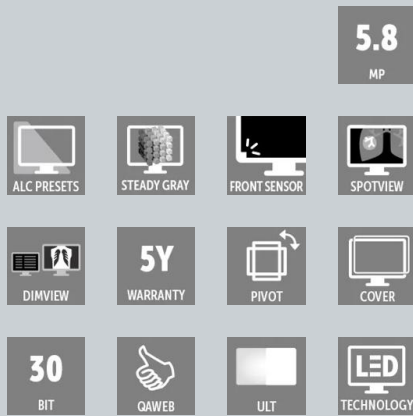 5.8
MP
ALC PRESETS
STEADY GRAY
FRONT SENSOR
SPOTVIEW
DIMVIEW
5Y
WARRANTY
PIVOT
COVER
30
BIT
QAWEB
ULT
LED
TECHNOLOGY